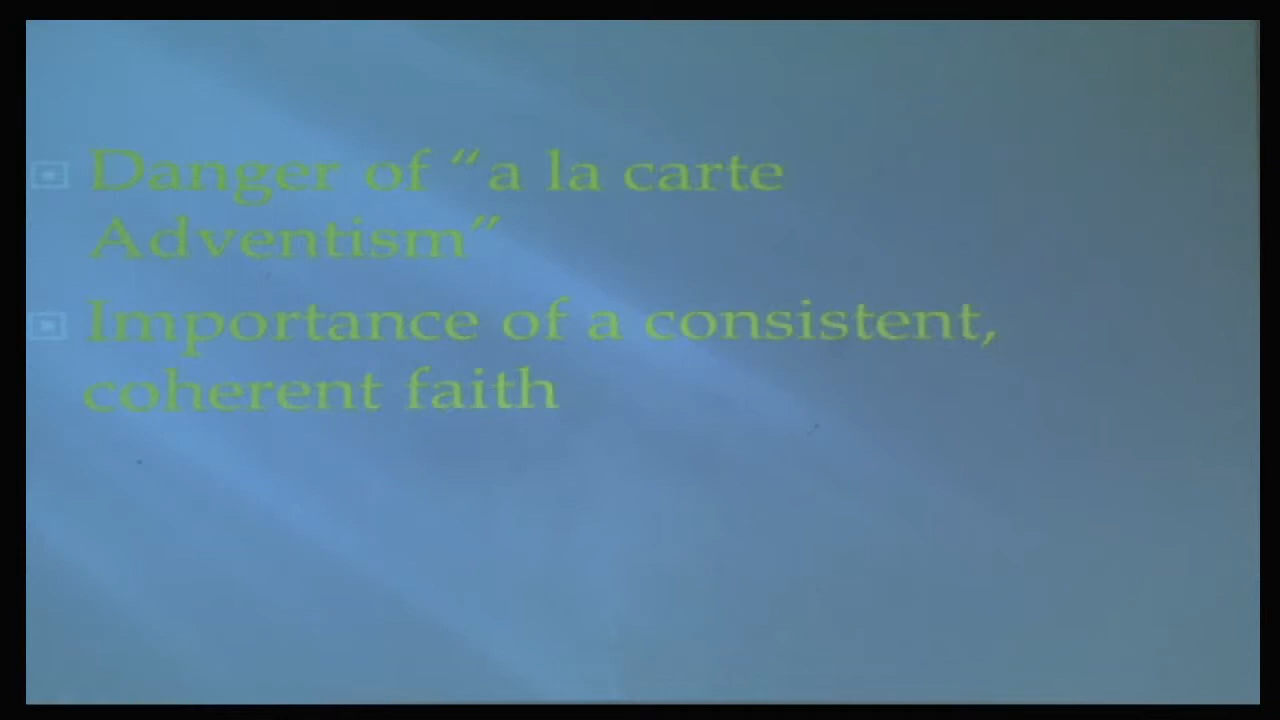 Danger of “a la carte
Adventism”
Importance of a consistent,
coherent faith